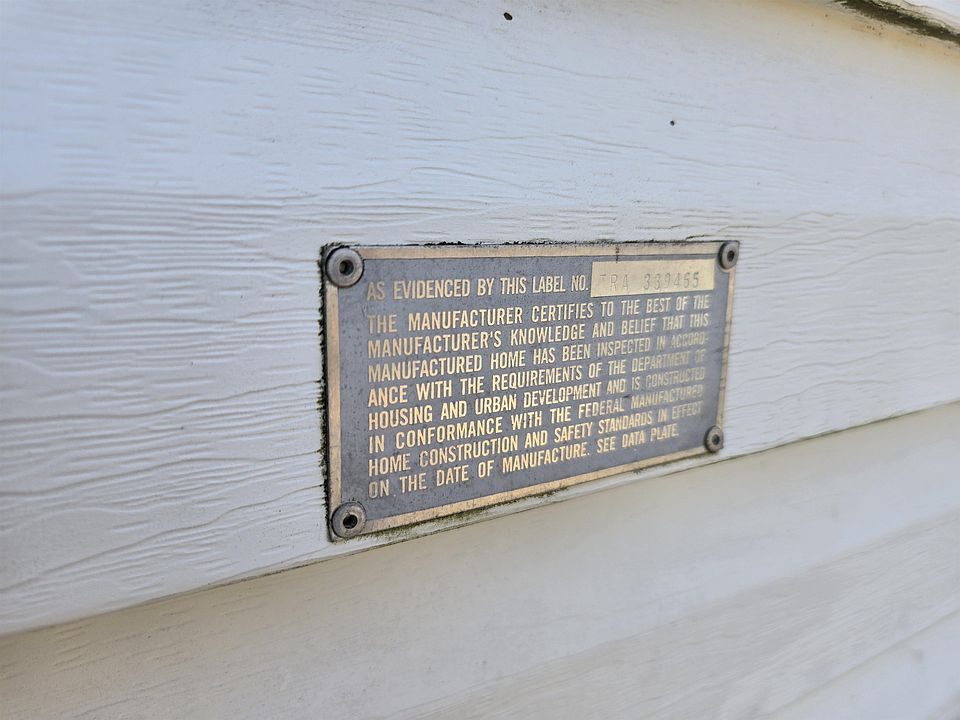 AS EVIDENCED BY THIS LABEL NO. TRA 339465
THE MANUFACTURER CERTIFIES TO THE BEST OF THE
MANUFACTURER'S KNOWLEDGE AND BELIEF THAT THIS
MANUFACTURED HOME HAS BEEN INSPECTED IN ACCORD-
ANCE WITH THE REQUIREMENTS OF THE DEPARTMENT OF
HOUSING AND URBAN DEVELOPMENT AND IS CONSTRUCTED
IN CONFORMANCE WITH THE FEDERAL MANUFACTURED
HOME CONSTRUCTION AND SAFETY STANDARDS IN EFFECT
ON THE DATE OF MANUFACTURE. SEE DATA PLATE.